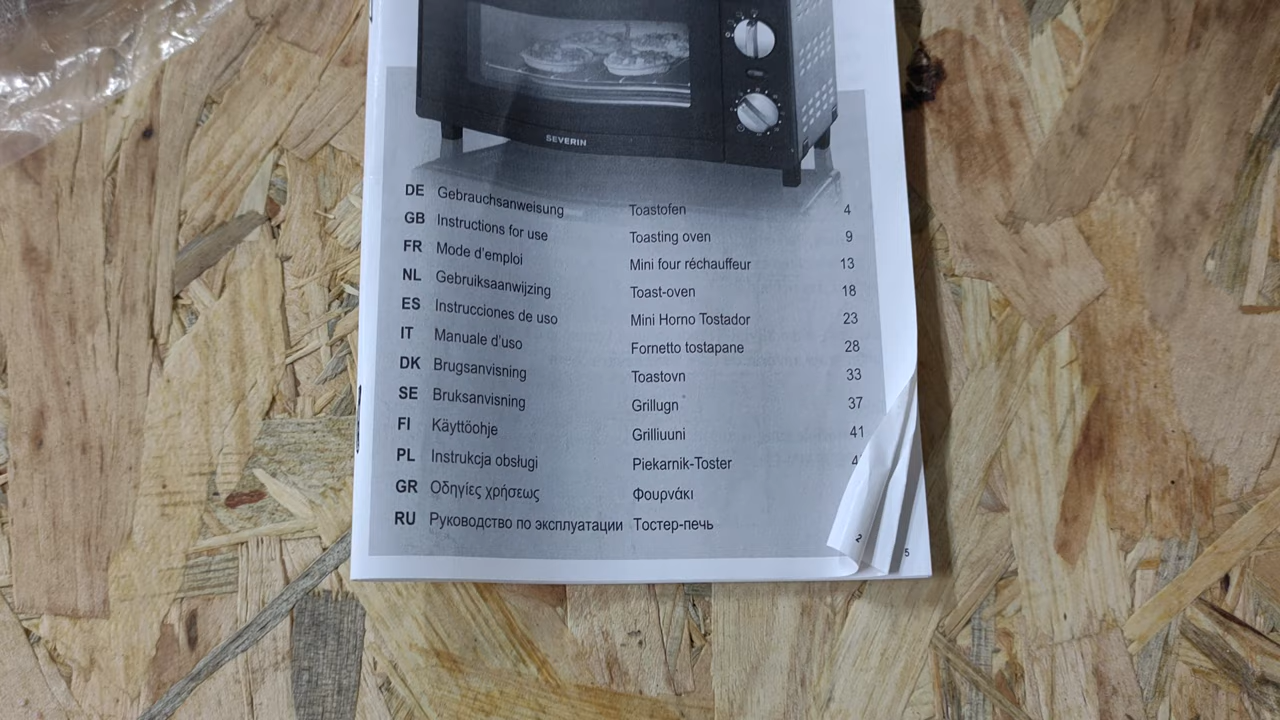 SEVERIN
DE Gebrauchsanweisung Toastofen 4
GB Instructions for use Toasting oven 9
FR Mode d'emploi Mini four réchauffeur 13
NL Gebruiksaanwijzing Toast-oven 18
ES Instrucciones de uso Mini Horno Tostador 23
IT Manuale d'uso Fornetto tostapane 28
DK Brugsanvisning Toastovn 33
SE Bruksanvisning Grillugn 37
FI Käyttöohje Grilliuuni 41
PL Instrukcja obsługi Piekarnik-Toster
GR Οδηγίες χρήσεως Φουρνάκι
RU Руководство по эксплуатации Тостер-печь
2 5